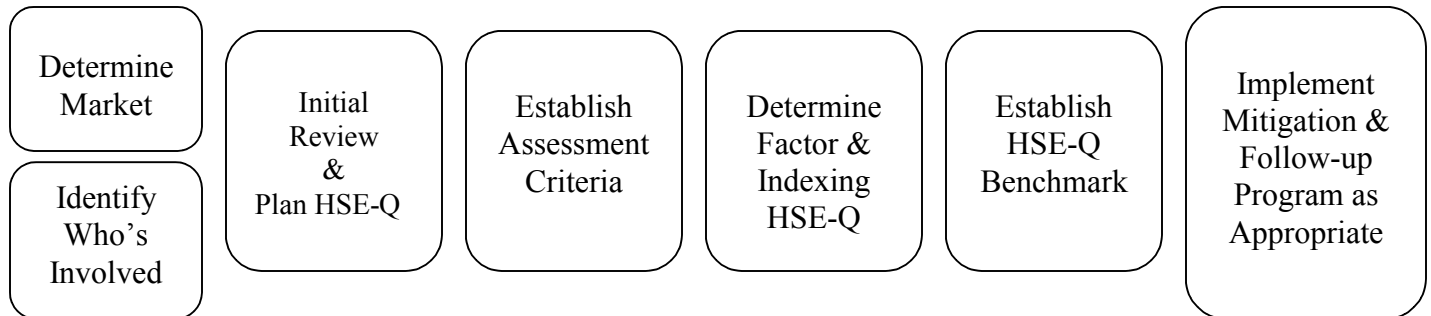 Determine
Market
Identify
Who's
Involved
Initial
Review
&
Plan HSE-Q
Establish
Assessment
Criteria
Determine
Factor &
Indexing
HSE-Q
Establish
HSE-Q
Benchmark
Implement
Mitigation &
Follow-up
Program as
Appropriate